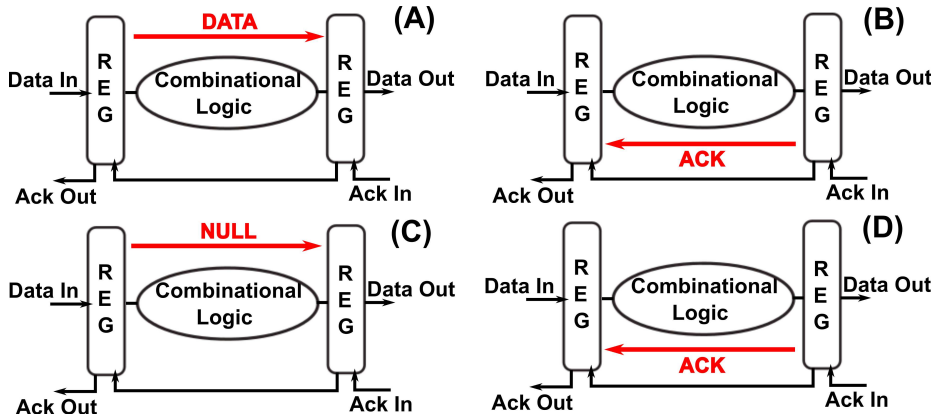 DATA
(A)
R
E
G
R
E
G
Data In
Combinational
Logic
Data Out
Ack Out
Ack In
(B)
R
E
G
R
E
G
Data In
Combinational
Logic
Data Out
ACK
Ack Out
Ack In
NULL
(C)
R
E
G
R
E
G
Data In
Combinational
Logic
Data Out
Ack Out
Ack In
(D)
R
E
G
R
E
G
Data In
Combinational
Logic
Data Out
ACK
Ack Out
Ack In